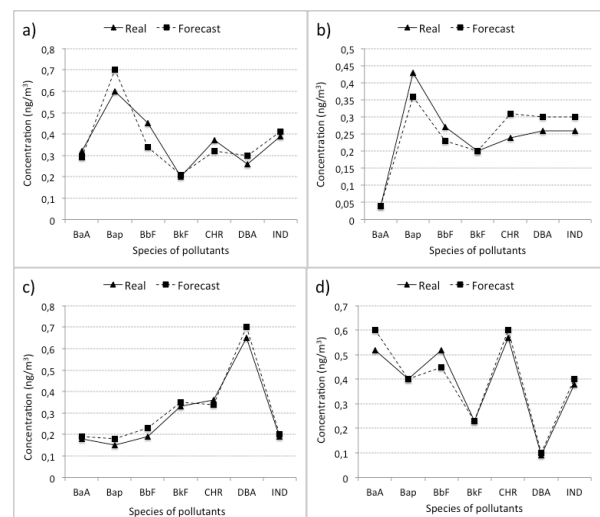 a)
Real Forecast
Concentration (ng/m³)
0,8
0,7
0,6
0,5
0,4
0,3
0,2
0,1
0
BaA Bap BbF BkF CHR DBA IND
Species of pollutants
b)
Real Forecast
Concentration (ng/m³)
0,5
0,45
0,4
0,35
0,3
0,25
0,2
0,15
0,1
0,05
0
BaA Bap BbF BkF CHR DBA IND
Species of pollutants
c)
Real Forecast
Concentration (ng/m³)
0,8
0,7
0,6
0,5
0,4
0,3
0,2
0,1
0
BaA Bap BbF BkF CHR DBA IND
Species of pollutants
d)
Real Forecast
Concentration (ng/m³)
0,7
0,6
0,5
0,4
0,3
0,2
0,1
0
BaA Bap BbF BkF CHR DBA IND
Species of pollutants